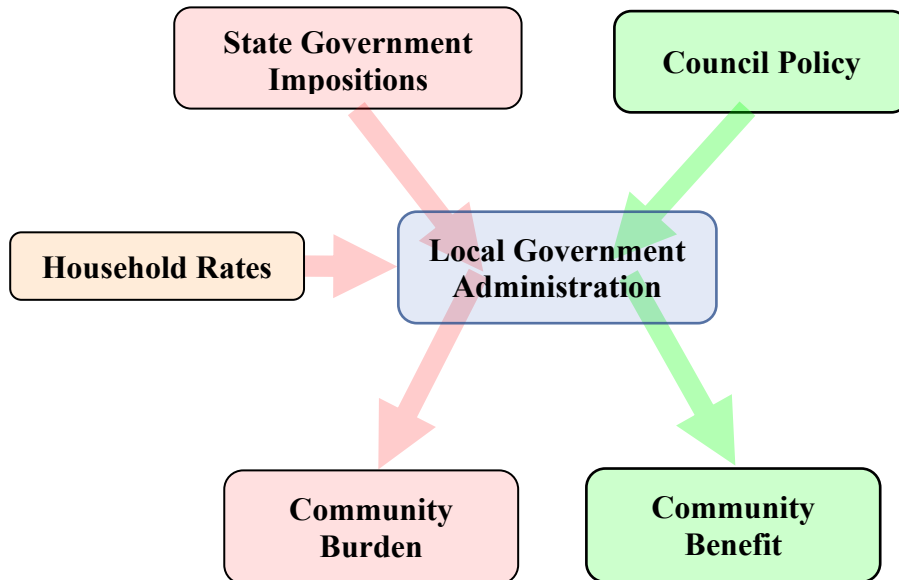 State Government
Impositions
Council Policy
Household Rates
Local Government
Administration
Community
Burden
Community
Benefit